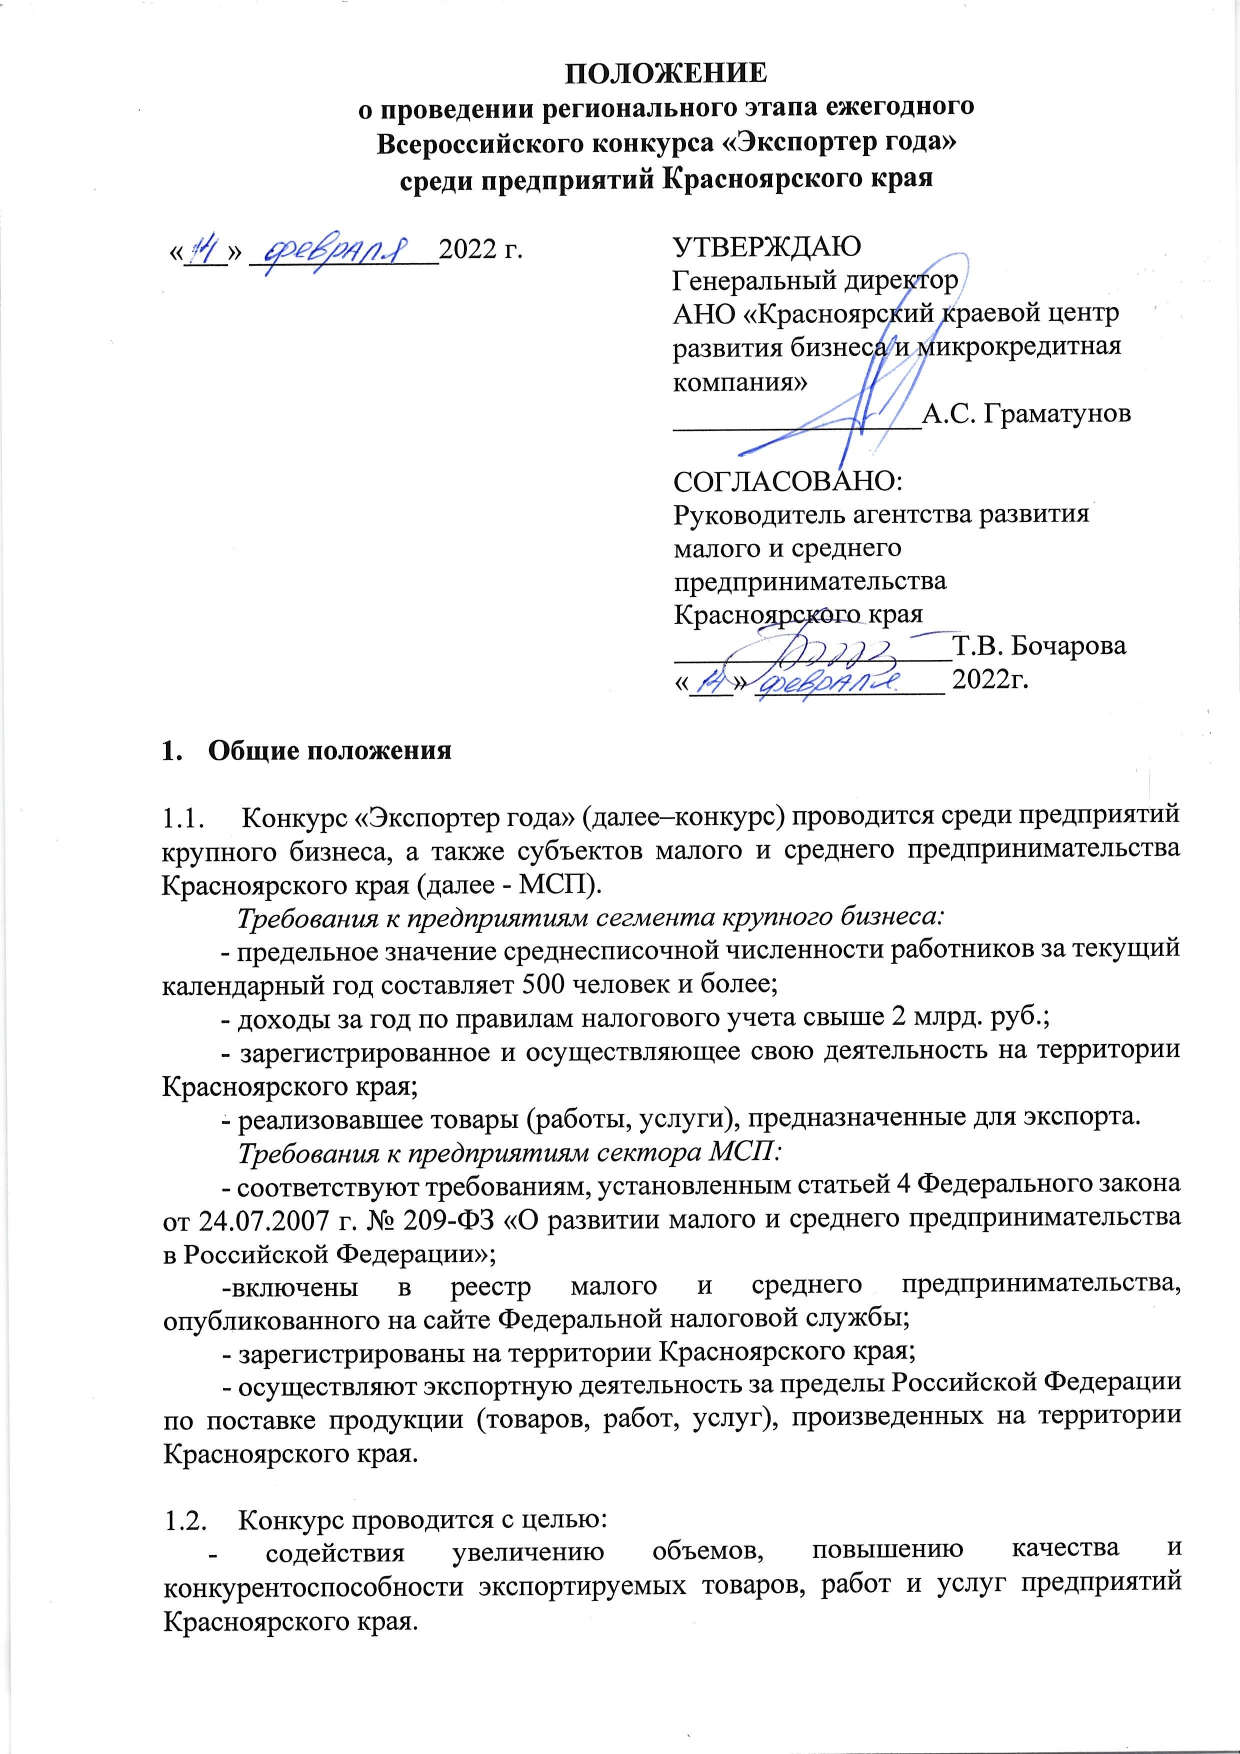 ПОЛОЖЕНИЕ
о проведении регионального этапа ежегодного
Всероссийского конкурса «Экспортер года»
среди предприятий Красноярского края
«14» февраля 2022 г.
УТВЕРЖДАЮ
Генеральный директор
АНО «Красноярский краевой центр
развития бизнеса и микрокредитная
компания»
__________________А.С. Граматунов
СОГЛАСОВАНО:
Руководитель агентства развития
малого и среднего
предпринимательства
Красноярского края
____________________Т.В. Бочарова
«14» февраля 2022г.
1. Общие положения
1.1. Конкурс «Экспортер года» (далее–конкурс) проводится среди предприятий
крупного бизнеса, а также субъектов малого и среднего предпринимательства
Красноярского края (далее - МСП).
Требования к предприятиям сегмента крупного бизнеса:
- предельное значение среднесписочной численности работников за текущий
календарный год составляет 500 человек и более;
- доходы за год по правилам налогового учета свыше 2 млрд. руб.;
- зарегистрированное и осуществляющее свою деятельность на территории
Красноярского края;
- реализовавшее товары (работы, услуги), предназначенные для экспорта.
Требования к предприятиям сектора МСП:
- соответствуют требованиям, установленным статьей 4 Федерального закона
от 24.07.2007 г. № 209-ФЗ «О развитии малого и среднего предпринимательства
в Российской Федерации»;
-включены в реестр малого и среднего предпринимательства,
опубликованного на сайте Федеральной налоговой службы;
- зарегистрированы на территории Красноярского края;
- осуществляют экспортную деятельность за пределы Российской Федерации
по поставке продукции (товаров, работ, услуг), произведенных на территории
Красноярского края.
1.2. Конкурс проводится с целью:
- содействия увеличению объемов, повышению качества и
конкурентоспособности экспортируемых товаров, работ и услуг предприятий
Красноярского края.